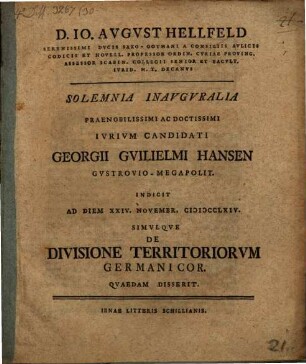 D. IO. AVGVST HELLFELD
SERENISSIMI DVCIS SAXO-GOTHANI A CONSILIIS AVLICIS
CODICIS ET NOVELL. PROFESSOR ORDIN. CVRIAE PROVINC.
ASSESSOR SCABIN. COLLEGII SENIOR ET FACVLT.
IVRID. H. T. DECANVS
SOLEMNIA INAVGVRALIA
PRAENOBILISSIMI AC DOCTISSIMI
IVRIVM CANDIDATI
GEORGII GVILIELMI HANSEN
GVSTROVIO-MEGAPOLIT.
INDICIT
AD DIEM XXIV. NOVEMBR. CIƆIƆCCLXIV.
SIMVLQVE
DE
DIVISIONE TERRITORIORVM
GERMANICOR.
QVAEDAM DISSERIT.
IENAE LITTERIS SCHILLIANIS.
21.